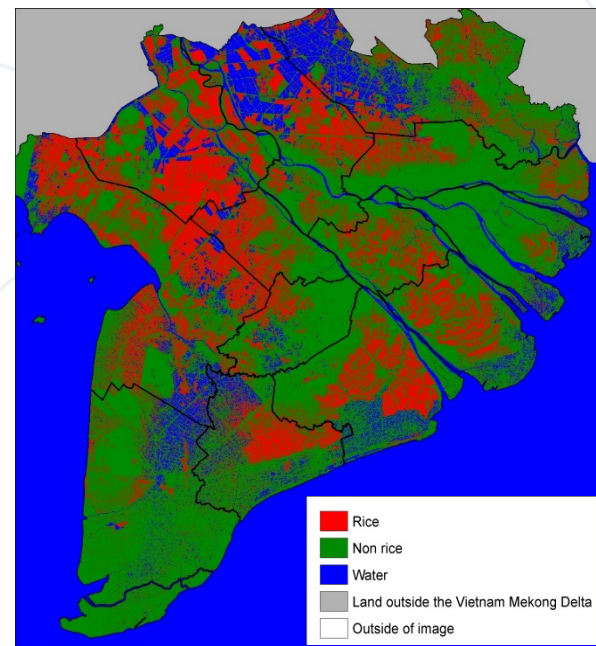 Rice
Non rice
Water
Land outside the Vietnam Mekong Delta
Outside of image